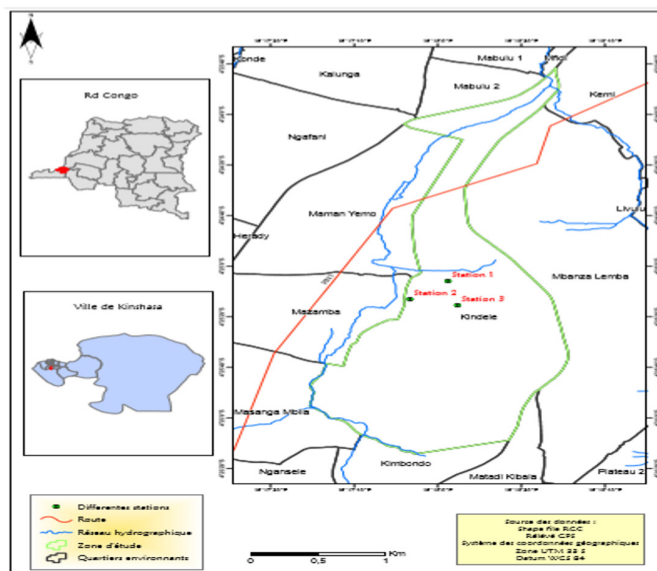 Rd Congo
Ville de Kinshasa
Konde
Kalunga
Mabulu 1
Mabulu 2
Kemi
Ngafani
Maman Yemo
Herady
Livulu
Mbanza Lemba
Station 1
Station 2
Station 3
Kindele
Mazamba
Masanga Mbila
Ngansele
Kimbondo
Matadi Kibala
Plateau 2
Differentes stations
Route
Réseau hydrographique
Zone d'étude
Quartiers environnants
0 0,5 1
Km
Source des données :
Shape file RGC
Rélévé GPS
Système des coordonnées géographiques
Zone UTM 33 S
Datum WGS 84